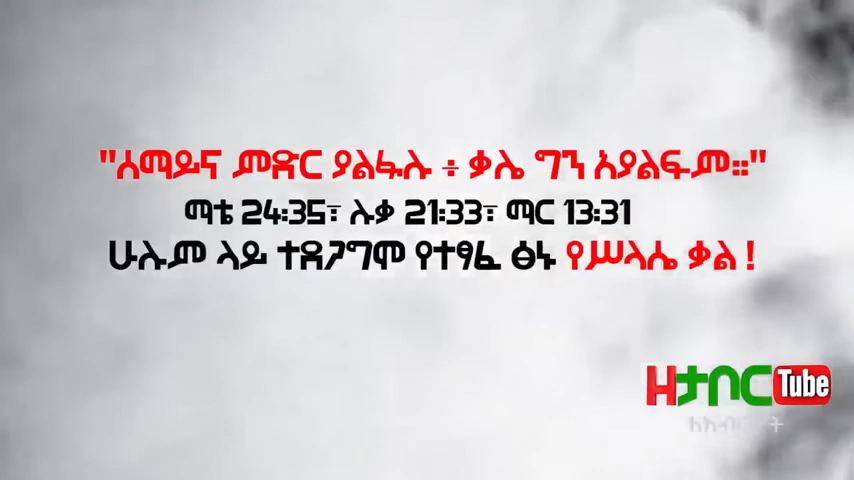 "ሰማይና ምድር ያልፋሉ ÷ ቃሌ ግን አያልፍም።"
ማቴ 24፡35፣ ሉቃ 21፡33፣ ማር 13፡31
ሁሉም ላይ ተደጋግሞ የተፃፈ ፅኑ የሥላሴ ቃል !
ዘታቦር Tube